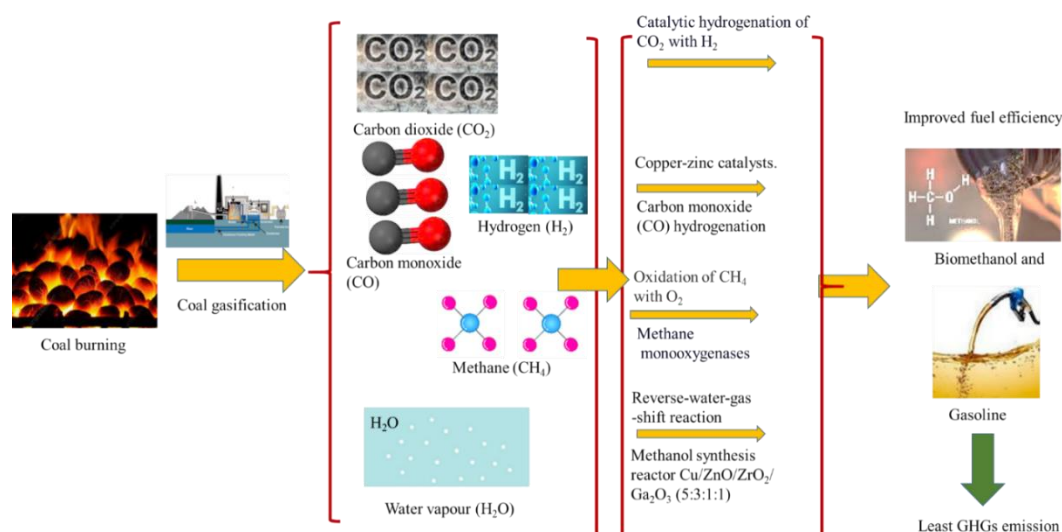 Coal burning
Coal gasification
CO₂ CO₂
CO₂ CO₂
Carbon dioxide (CO₂)
H₂ H₂
H₂ H₂
Hydrogen (H₂)
Carbon monoxide
(CO)
Methane (CH₄)
H₂O
Water vapour (H₂O)
Catalytic hydrogenation of
CO₂ with H₂
Copper-zinc catalysts.
Carbon monoxide
(CO) hydrogenation
Oxidation of CH₄
with O₂
Methane
monooxygenases
Reverse-water-gas
-shift reaction
Methanol synthesis
reactor Cu/ZnO/ZrO₂/
Ga₂O₃ (5:3:1:1)
Improved fuel efficiency
H H
H-C-O
H
Biomethanol and
Gasoline
Least GHGs emission